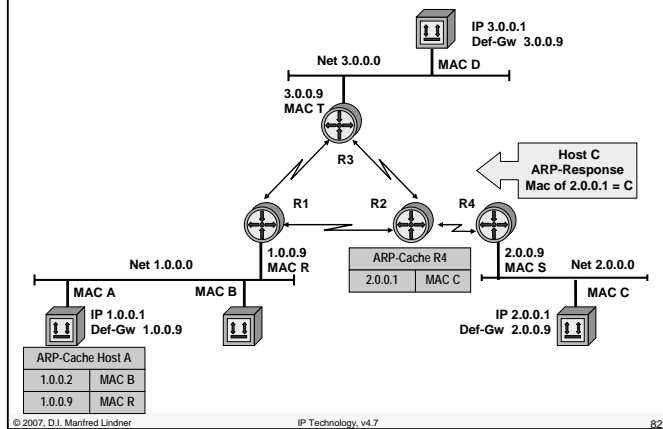 IP 3.0.0.1
Def-Gw 3.0.0.9
Net 3.0.0.0
MAC D
3.0.0.9
MAC T
R3
Host C
ARP-Response
Mac of 2.0.0.1 = C
R1
R2
R4
1.0.0.9
MAC R
ARP-Cache R4
2.0.0.1 MAC C
2.0.0.9
MAC S
Net 2.0.0.0
Net 1.0.0.0
MAC A
MAC B
MAC C
IP 1.0.0.1
Def-Gw 1.0.0.9
IP 2.0.0.1
Def-Gw 2.0.0.9
ARP-Cache Host A
1.0.0.2 MAC B
1.0.0.9 MAC R
© 2007, D.I. Manfred Lindner
IP Technology, v4.7
82